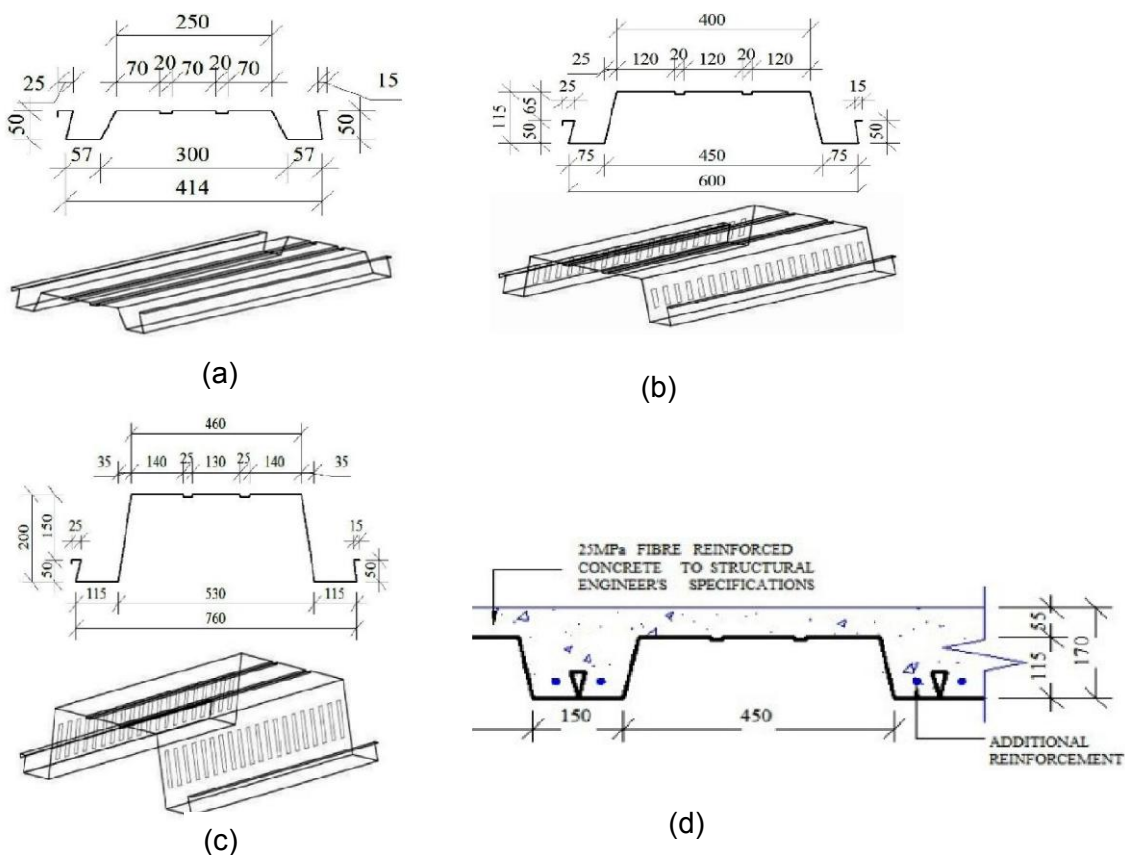 250
20 20
70 70 70
25
15
50
50
57 300 57
414
(a)
400
25 120 20 120 20 120
25
15
115
65
50
50
75 450 75
600
(b)
460
35 140 25 130 25 140 35
200
150
50
25
15
50
115 530 115
760
(c)
25MPa FIBRE REINFORCED
CONCRETE TO STRUCTURAL
ENGINEER'S SPECIFICATIONS
55
115
170
150 450
ADDITIONAL
REINFORCEMENT
(d)